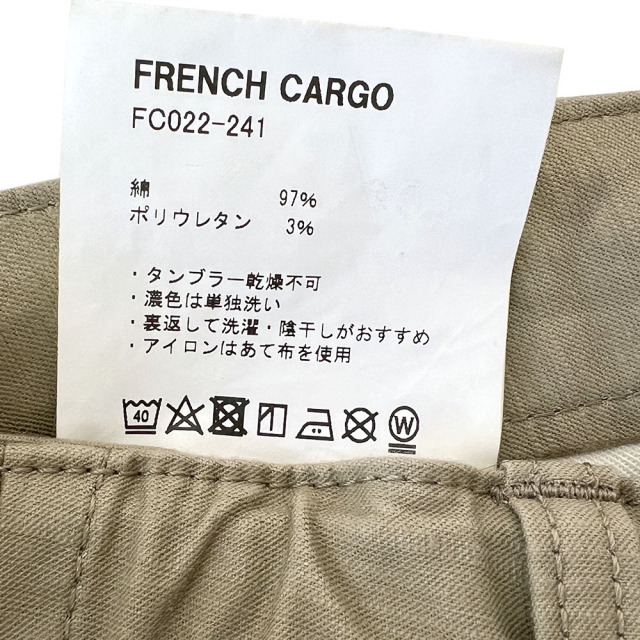 FRENCH CARGO
FC022-241
綿 97%
ポリウレタン 3%
・タンブラー乾燥不可
・濃色は単独洗い
・裏返して洗濯・陰干しがおすすめ
・アイロンはあて布を使用
40 W